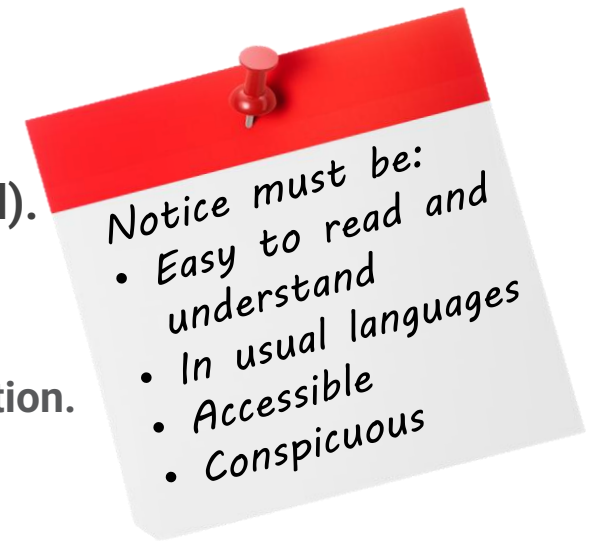 l).
Notice must be:
• Easy to read and
understand
• In usual languages
• Accessible
• Conspicuous
tion.